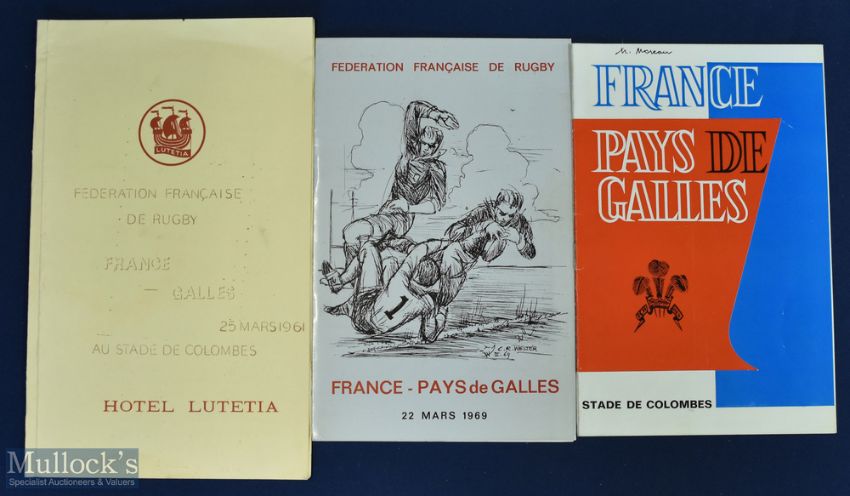 LUTETIA
FEDERATION FRANÇAISE
DE RUGBY
FRANCE
— GALLES
25 MARS 1961
AU STADE DE COLOMBES
HOTEL LUTETIA
FEDERATION FRANÇAISE DE RUGBY
1
C.R. WELTER
FRANCE - PAYS de GALLES
22 MARS 1969
M. Moreau
FRANCE
PAYS DE
GALLES
STADE DE COLOMBES
Mullock's
Specialist Auctioneers & Valuers